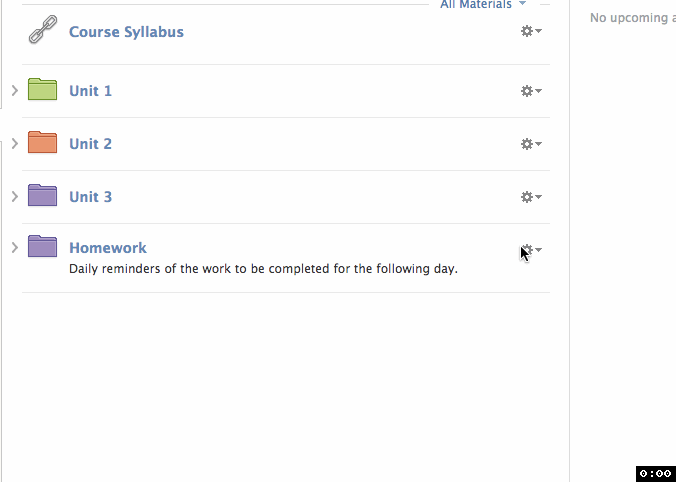 All Materials
No upcoming a
Course Syllabus
Unit 1
Unit 2
Unit 3
Homework
Daily reminders of the work to be completed for the following day.
0:00